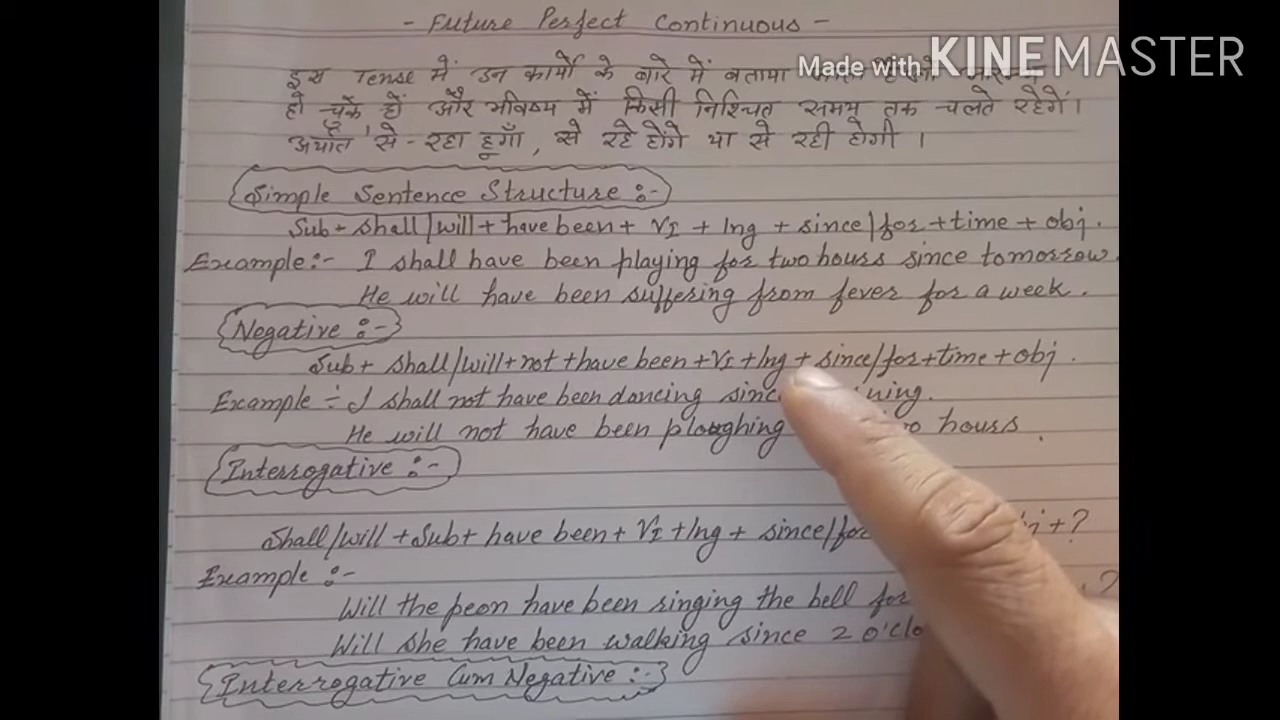 - Future Perfect Continuous -
Made with KINEMASTER
इस Tense में उन कार्यों के बारे में बताया
हो चुके हों और भविष्य में किसी निश्चित समय तक चलते रहेगें।
अर्थात से - रहा हूगाँ, से रहे होंगे या से रही होगी ।
Simple Sentence Structure :-
Sub + shall/will + have been + VI + Ing + since/for + time + obj.
Example :- I shall have been playing for two hours since tomorrow.
He will have been suffering from fever for a week.
Negative :-
Sub + shall/will + not + have been + VI + Ing + since/for + time + obj.
Example ÷ I shall not have been dancing
He will not have been ploughing hours.
Interrogative :-
Shall/will + Sub + have been + VI + Ing + since/for + ?
Example :-
Will the peon have been ringing the bell for ?
Will she have been walking since 2
Interrogative Cum Negative :-